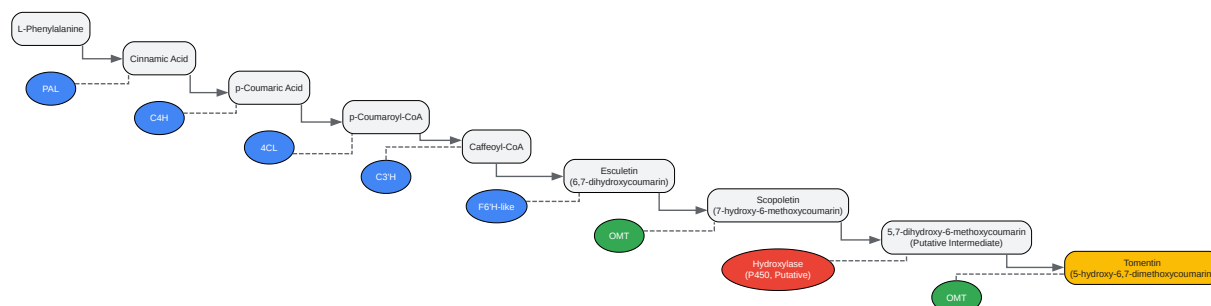 L-Phenylalanine
Cinnamic Acid
PAL
p-Coumaric Acid
C4H
p-Coumaroyl-CoA
4CL
Caffeoyl-CoA
C3'H
Esculetin
(6,7-dihydroxycoumarin)
F6'H-like
Scopoletin
(7-hydroxy-6-methoxycoumarin)
OMT
5,7-dihydroxy-6-methoxycoumarin
(Putative Intermediate)
Hydroxylase
(P450, Putative)
Tomentin
(5-hydroxy-6,7-dimethoxycoumarin
OMT